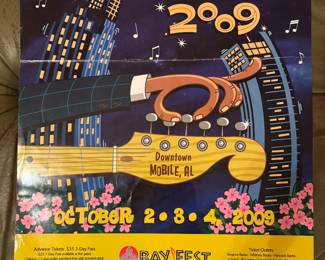 2009
Downtown
MOBILE, AL
OCTOBER 2•3•4, 2009
Advance Tickets: $35 3-Day Pass
Ticket Outlets
BAYFEST